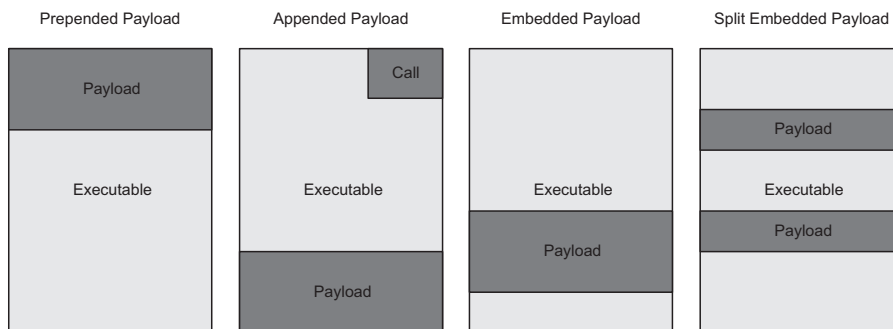 Prepended Payload
Appended Payload
Embedded Payload
Split Embedded Payload
Payload
Executable
Call
Executable
Payload
Executable
Payload
Payload
Executable
Payload